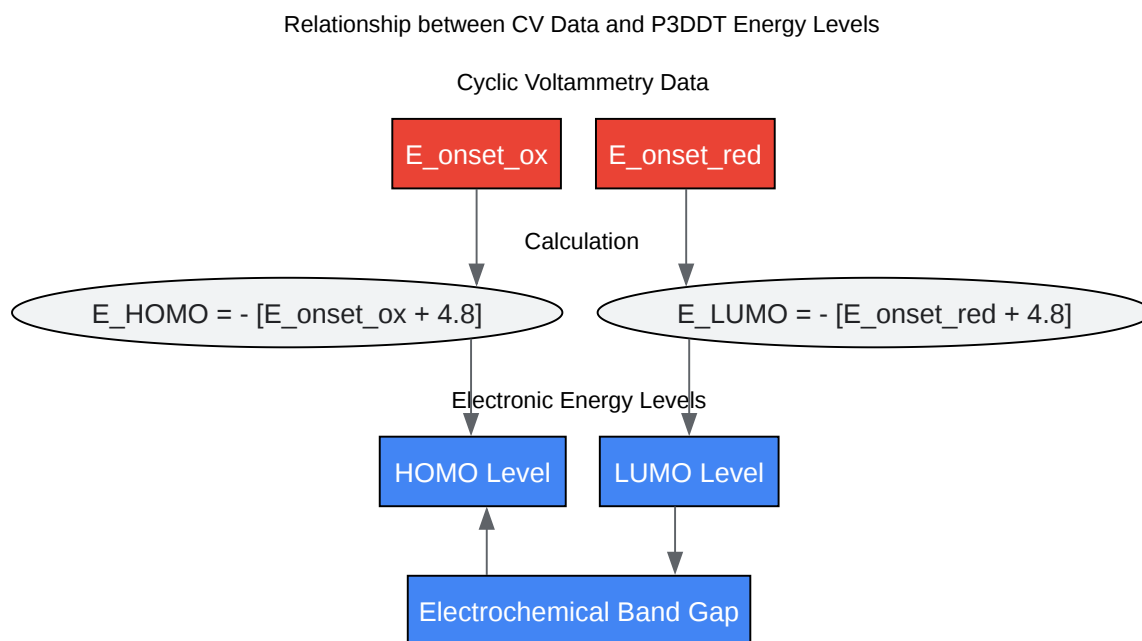 Relationship between CV Data and P3DDT Energy Levels
Cyclic Voltammetry Data
E_onset_ox
E_onset_red
Calculation
E_HOMO = - [E_onset_ox + 4.8]
E_LUMO = - [E_onset_red + 4.8]
Electronic Energy Levels
HOMO Level
LUMO Level
Electrochemical Band Gap